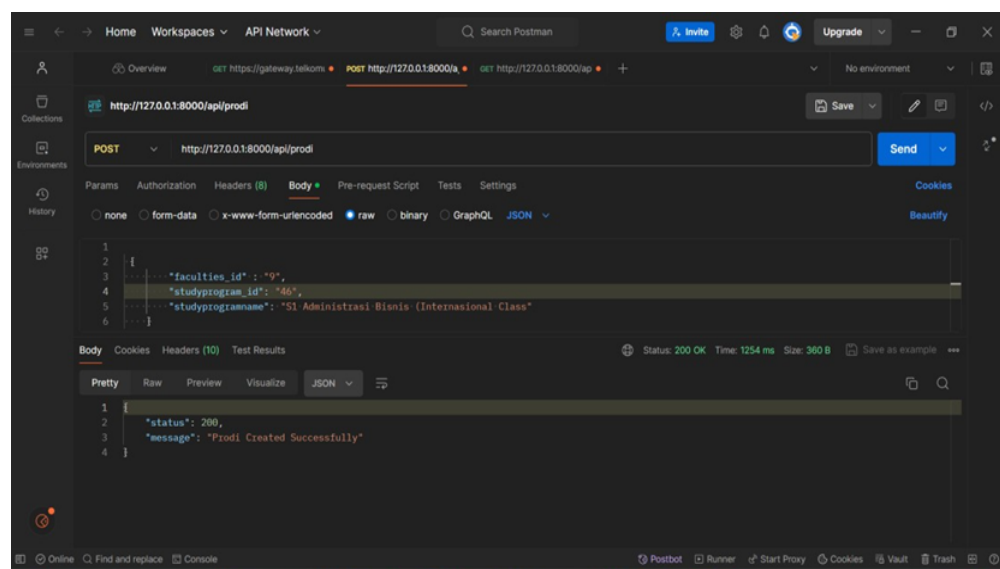 Home Workspaces API Network Search Postman Invite Upgrade
Overview GET https://gateway.telkom POST http://127.0.0.1:8000/a GET http://127.0.0.1:8000/ap + No environment
http://127.0.0.1:8000/api/prodi Save
Collections
POST http://127.0.0.1:8000/api/prodi Send
Environments
Params Authorization Headers (8) Body Pre-request Script Tests Settings Cookies
History
none form-data x-www-form-urlencoded raw binary GraphQL JSON Beautify
1
2 {
3 "faculties_id" : "9",
4 "studyprogram_id": "46",
5 "studyprogramname": "S1 Administrasi Bisnis (Internasional Class"
6 }
Body Cookies Headers (10) Test Results Status: 200 OK Time: 1254 ms Size: 360 B Save as example
Pretty Raw Preview Visualize JSON
1 {
2 "status": 200,
3 "message": "Prodi Created Successfully"
4 }
Online Find and replace Console Postbot Runner Start Proxy Cookies Vault Trash